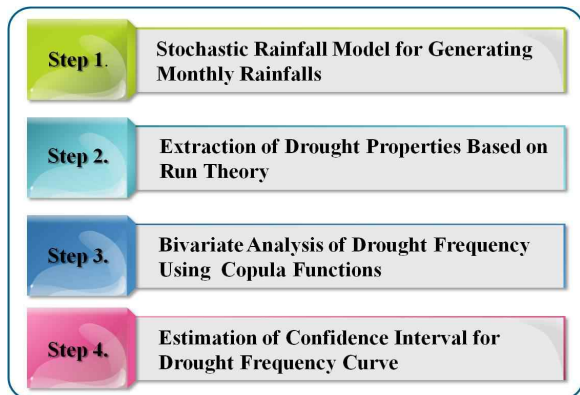 Step 1.
Stochastic Rainfall Model for Generating
Monthly Rainfalls
Step 2.
Extraction of Drought Properties Based on
Run Theory
Step 3.
Bivariate Analysis of Drought Frequency
Using Copula Functions
Step 4.
Estimation of Confidence Interval for
Drought Frequency Curve